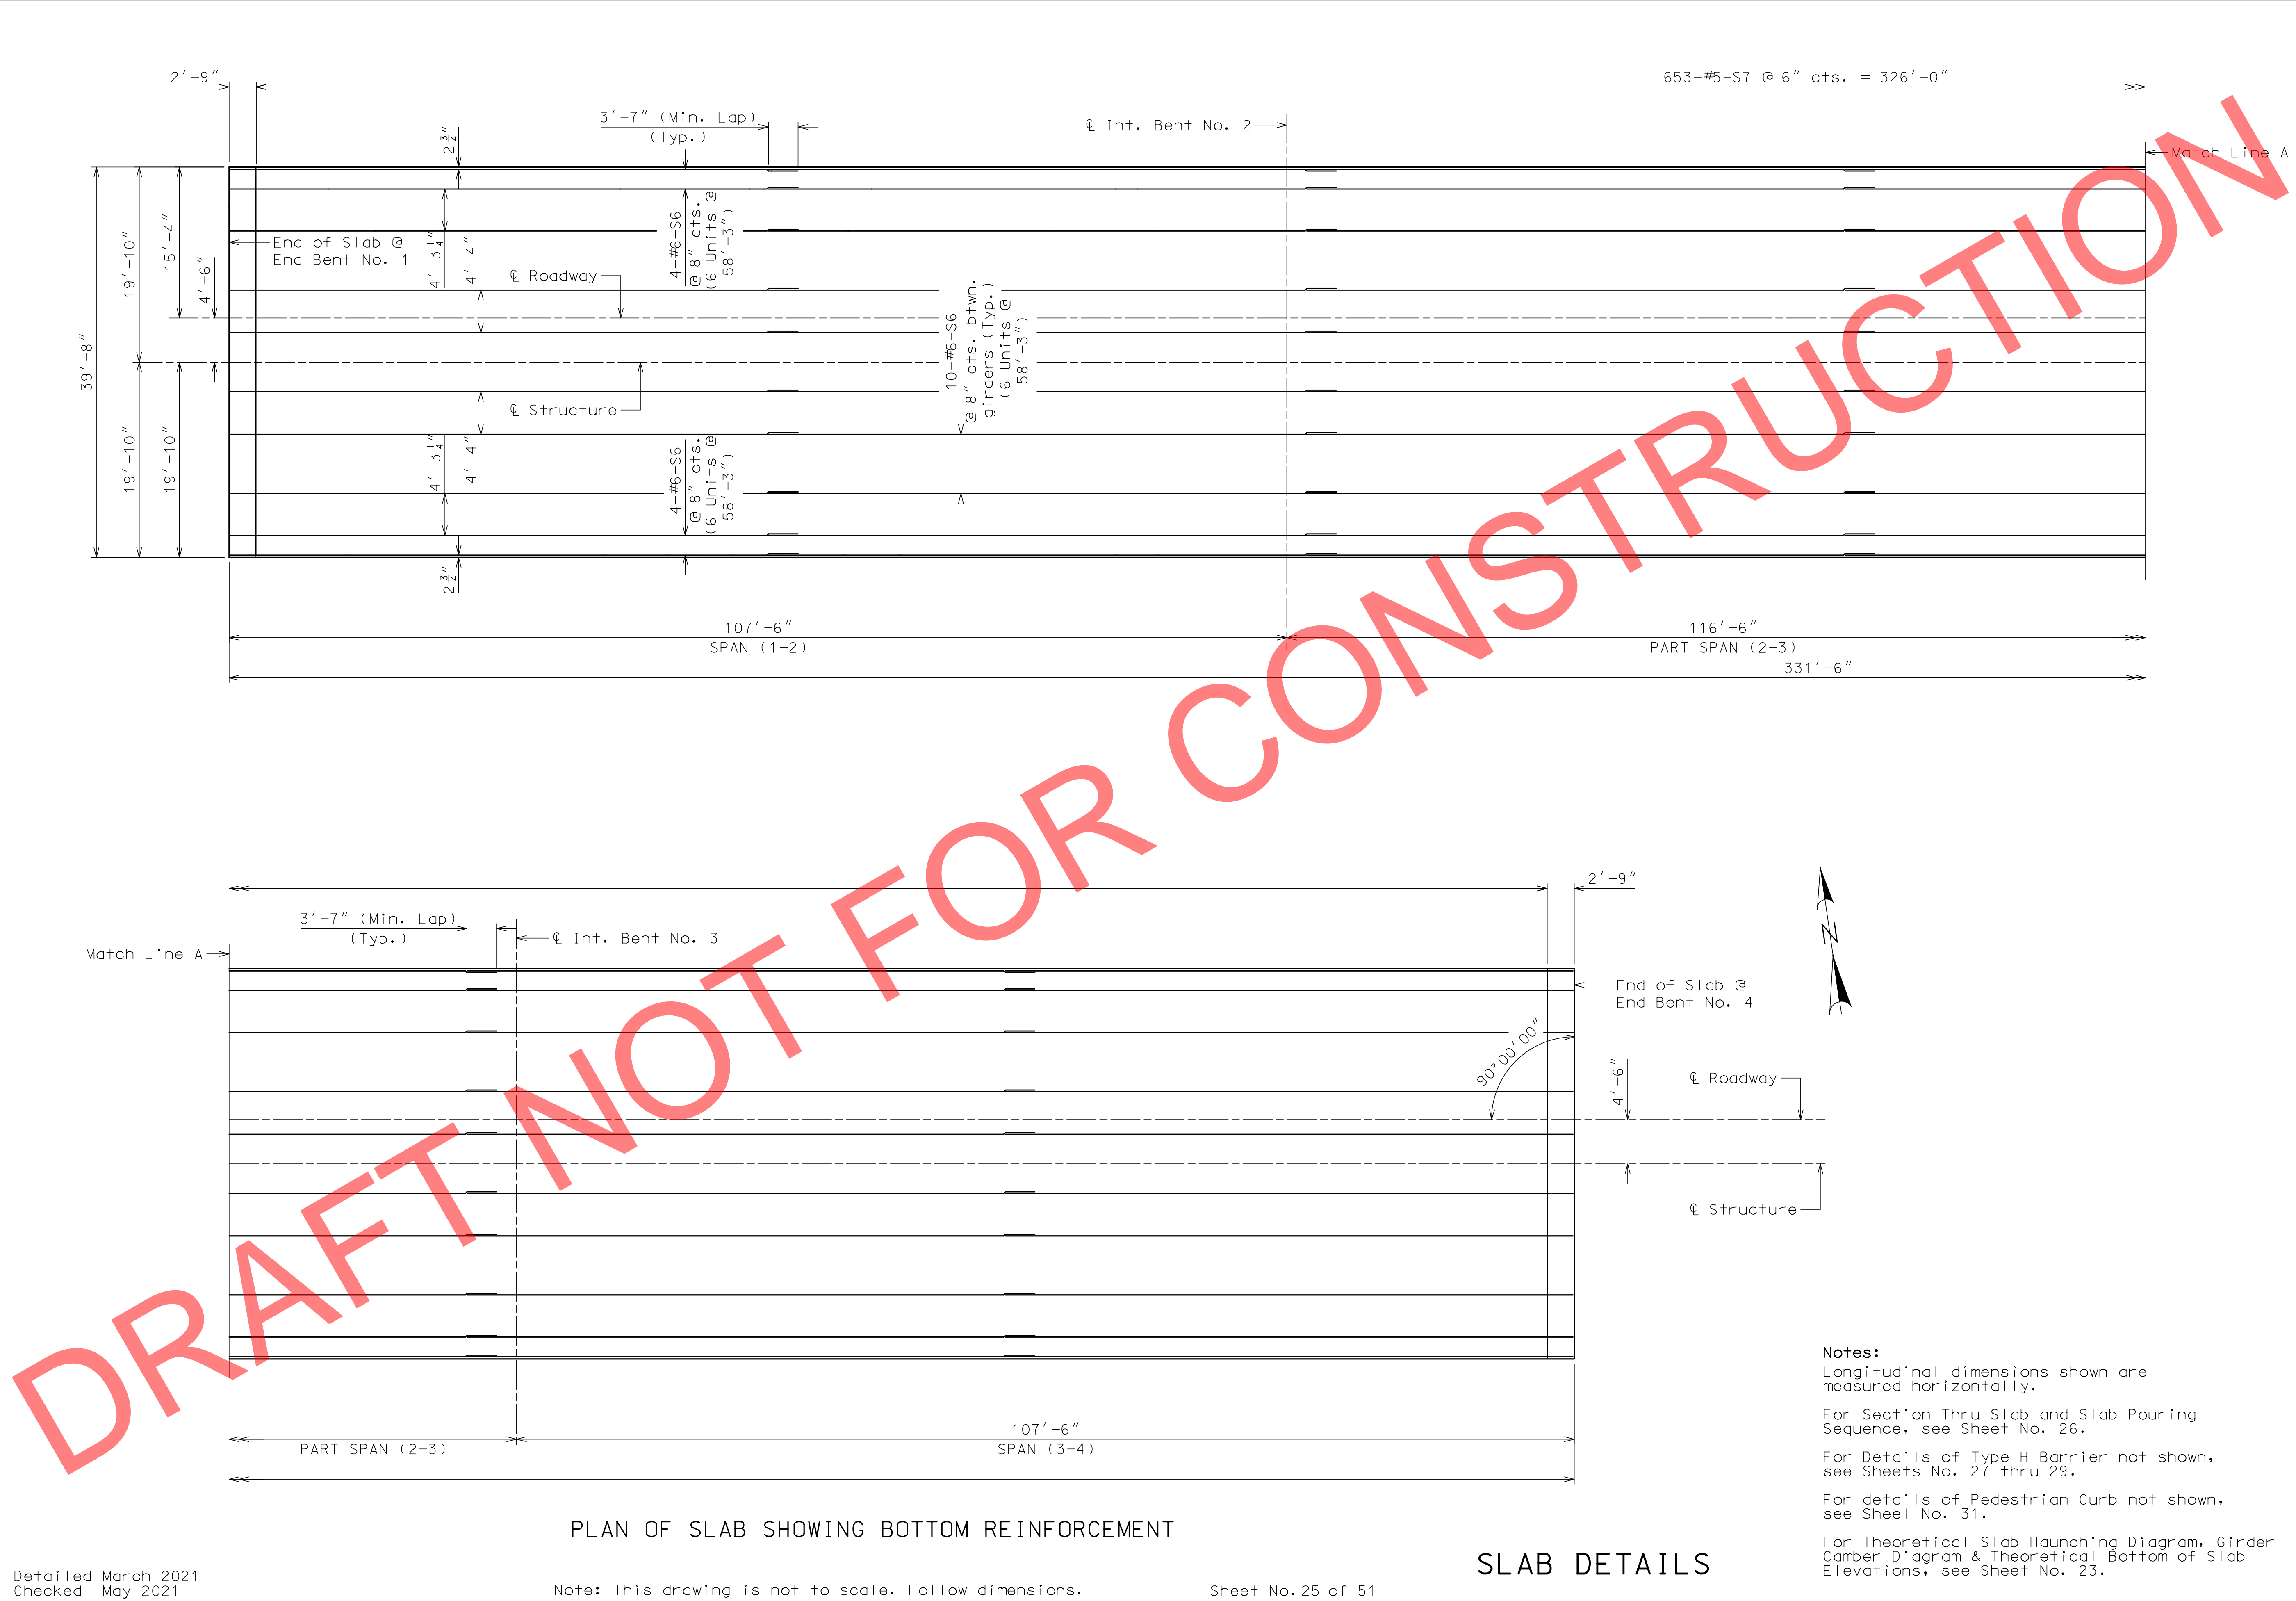 2'-9"
653-#5-S7 @ 6" cts. = 326'-0"
3'-7" (Min. Lap)
(Typ.)
℄ Int. Bent No. 2
Match Line A
2 3/4"
39'-8"
19'-10"
15'-4"
4'-6"
End of Slab @
End Bent No. 1
4'-3 1/4"
4'-4"
℄ Roadway
4-#6-S6
@ 8" cts.
(6 Units @
58'-3")
10-#6-S6
@ 8" cts. btwn.
girders (Typ.)
(6 Units @
58'-3")
℄ Structure
19'-10"
19'-10"
4'-3 1/4"
4'-4"
4-#6-S6
@ 8" cts.
(6 Units @
58'-3")
2 3/4"
107'-6"
SPAN (1-2)
116'-6"
PART SPAN (2-3)
331'-6"
DRAFT NOT FOR CONSTRUCTION
2'-9"
3'-7" (Min. Lap)
(Typ.)
℄ Int. Bent No. 3
Match Line A
N
End of Slab @
End Bent No. 4
90°00'00"
4'-6"
℄ Roadway
℄ Structure
107'-6"
PART SPAN (2-3)
SPAN (3-4)
PLAN OF SLAB SHOWING BOTTOM REINFORCEMENT
Notes:
Longitudinal dimensions shown are
measured horizontally.
For Section Thru Slab and Slab Pouring
Sequence, see Sheet No. 26.
For Details of Type H Barrier not shown,
see Sheets No. 27 thru 29.
For details of Pedestrian Curb not shown,
see Sheet No. 31.
For Theoretical Slab Haunching Diagram, Girder
Camber Diagram & Theoretical Bottom of Slab
Elevations, see Sheet No. 23.
SLAB DETAILS
Detailed March 2021
Checked May 2021
Note: This drawing is not to scale. Follow dimensions.
Sheet No. 25 of 51